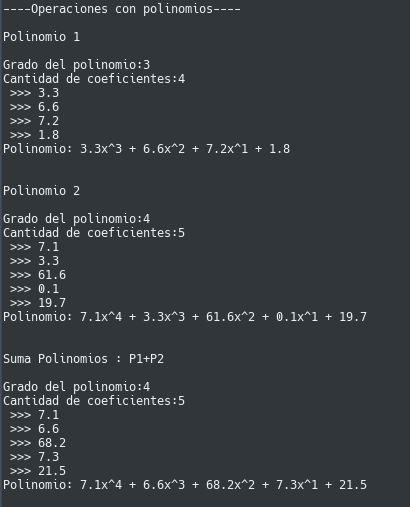 ----Operaciones con polinomios----
Polinomio 1
Grado del polinomio:3
Cantidad de coeficientes:4
>>> 3.3
>>> 6.6
>>> 7.2
>>> 1.8
Polinomio: 3.3x^3 + 6.6x^2 + 7.2x^1 + 1.8
Polinomio 2
Grado del polinomio:4
Cantidad de coeficientes:5
>>> 7.1
>>> 3.3
>>> 61.6
>>> 0.1
>>> 19.7
Polinomio: 7.1x^4 + 3.3x^3 + 61.6x^2 + 0.1x^1 + 19.7
Suma Polinomios : P1+P2
Grado del polinomio:4
Cantidad de coeficientes:5
>>> 7.1
>>> 6.6
>>> 68.2
>>> 7.3
>>> 21.5
Polinomio: 7.1x^4 + 6.6x^3 + 68.2x^2 + 7.3x^1 + 21.5